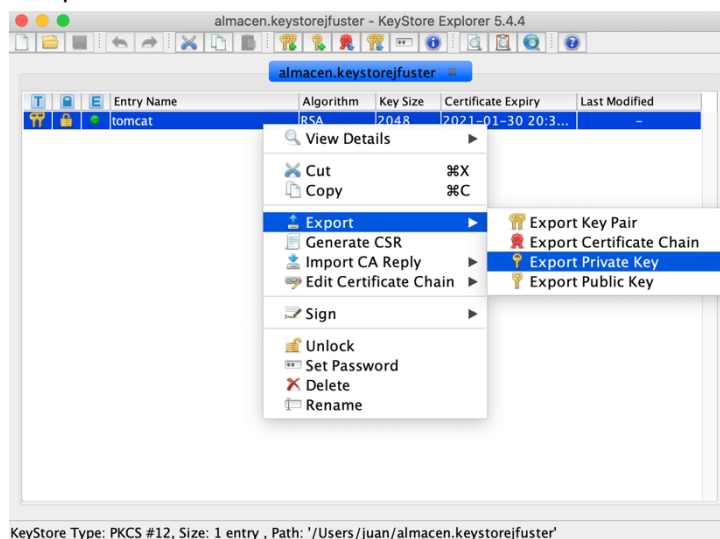 almacen.keystorejfuster - KeyStore Explorer 5.4.4
almacen.keystorejfuster
T E Entry Name Algorithm Key Size Certificate Expiry Last Modified
tomcat RSA 2048 2021-01-30 20:3... –
View Details
Cut ⌘X
Copy ⌘C
Export
Export Key Pair
Generate CSR
Export Certificate Chain
Import CA Reply
Export Private Key
Edit Certificate Chain
Export Public Key
Sign
Unlock
Set Password
Delete
Rename
KeyStore Type: PKCS #12, Size: 1 entry , Path: '/Users/juan/almacen.keystorejfuster'